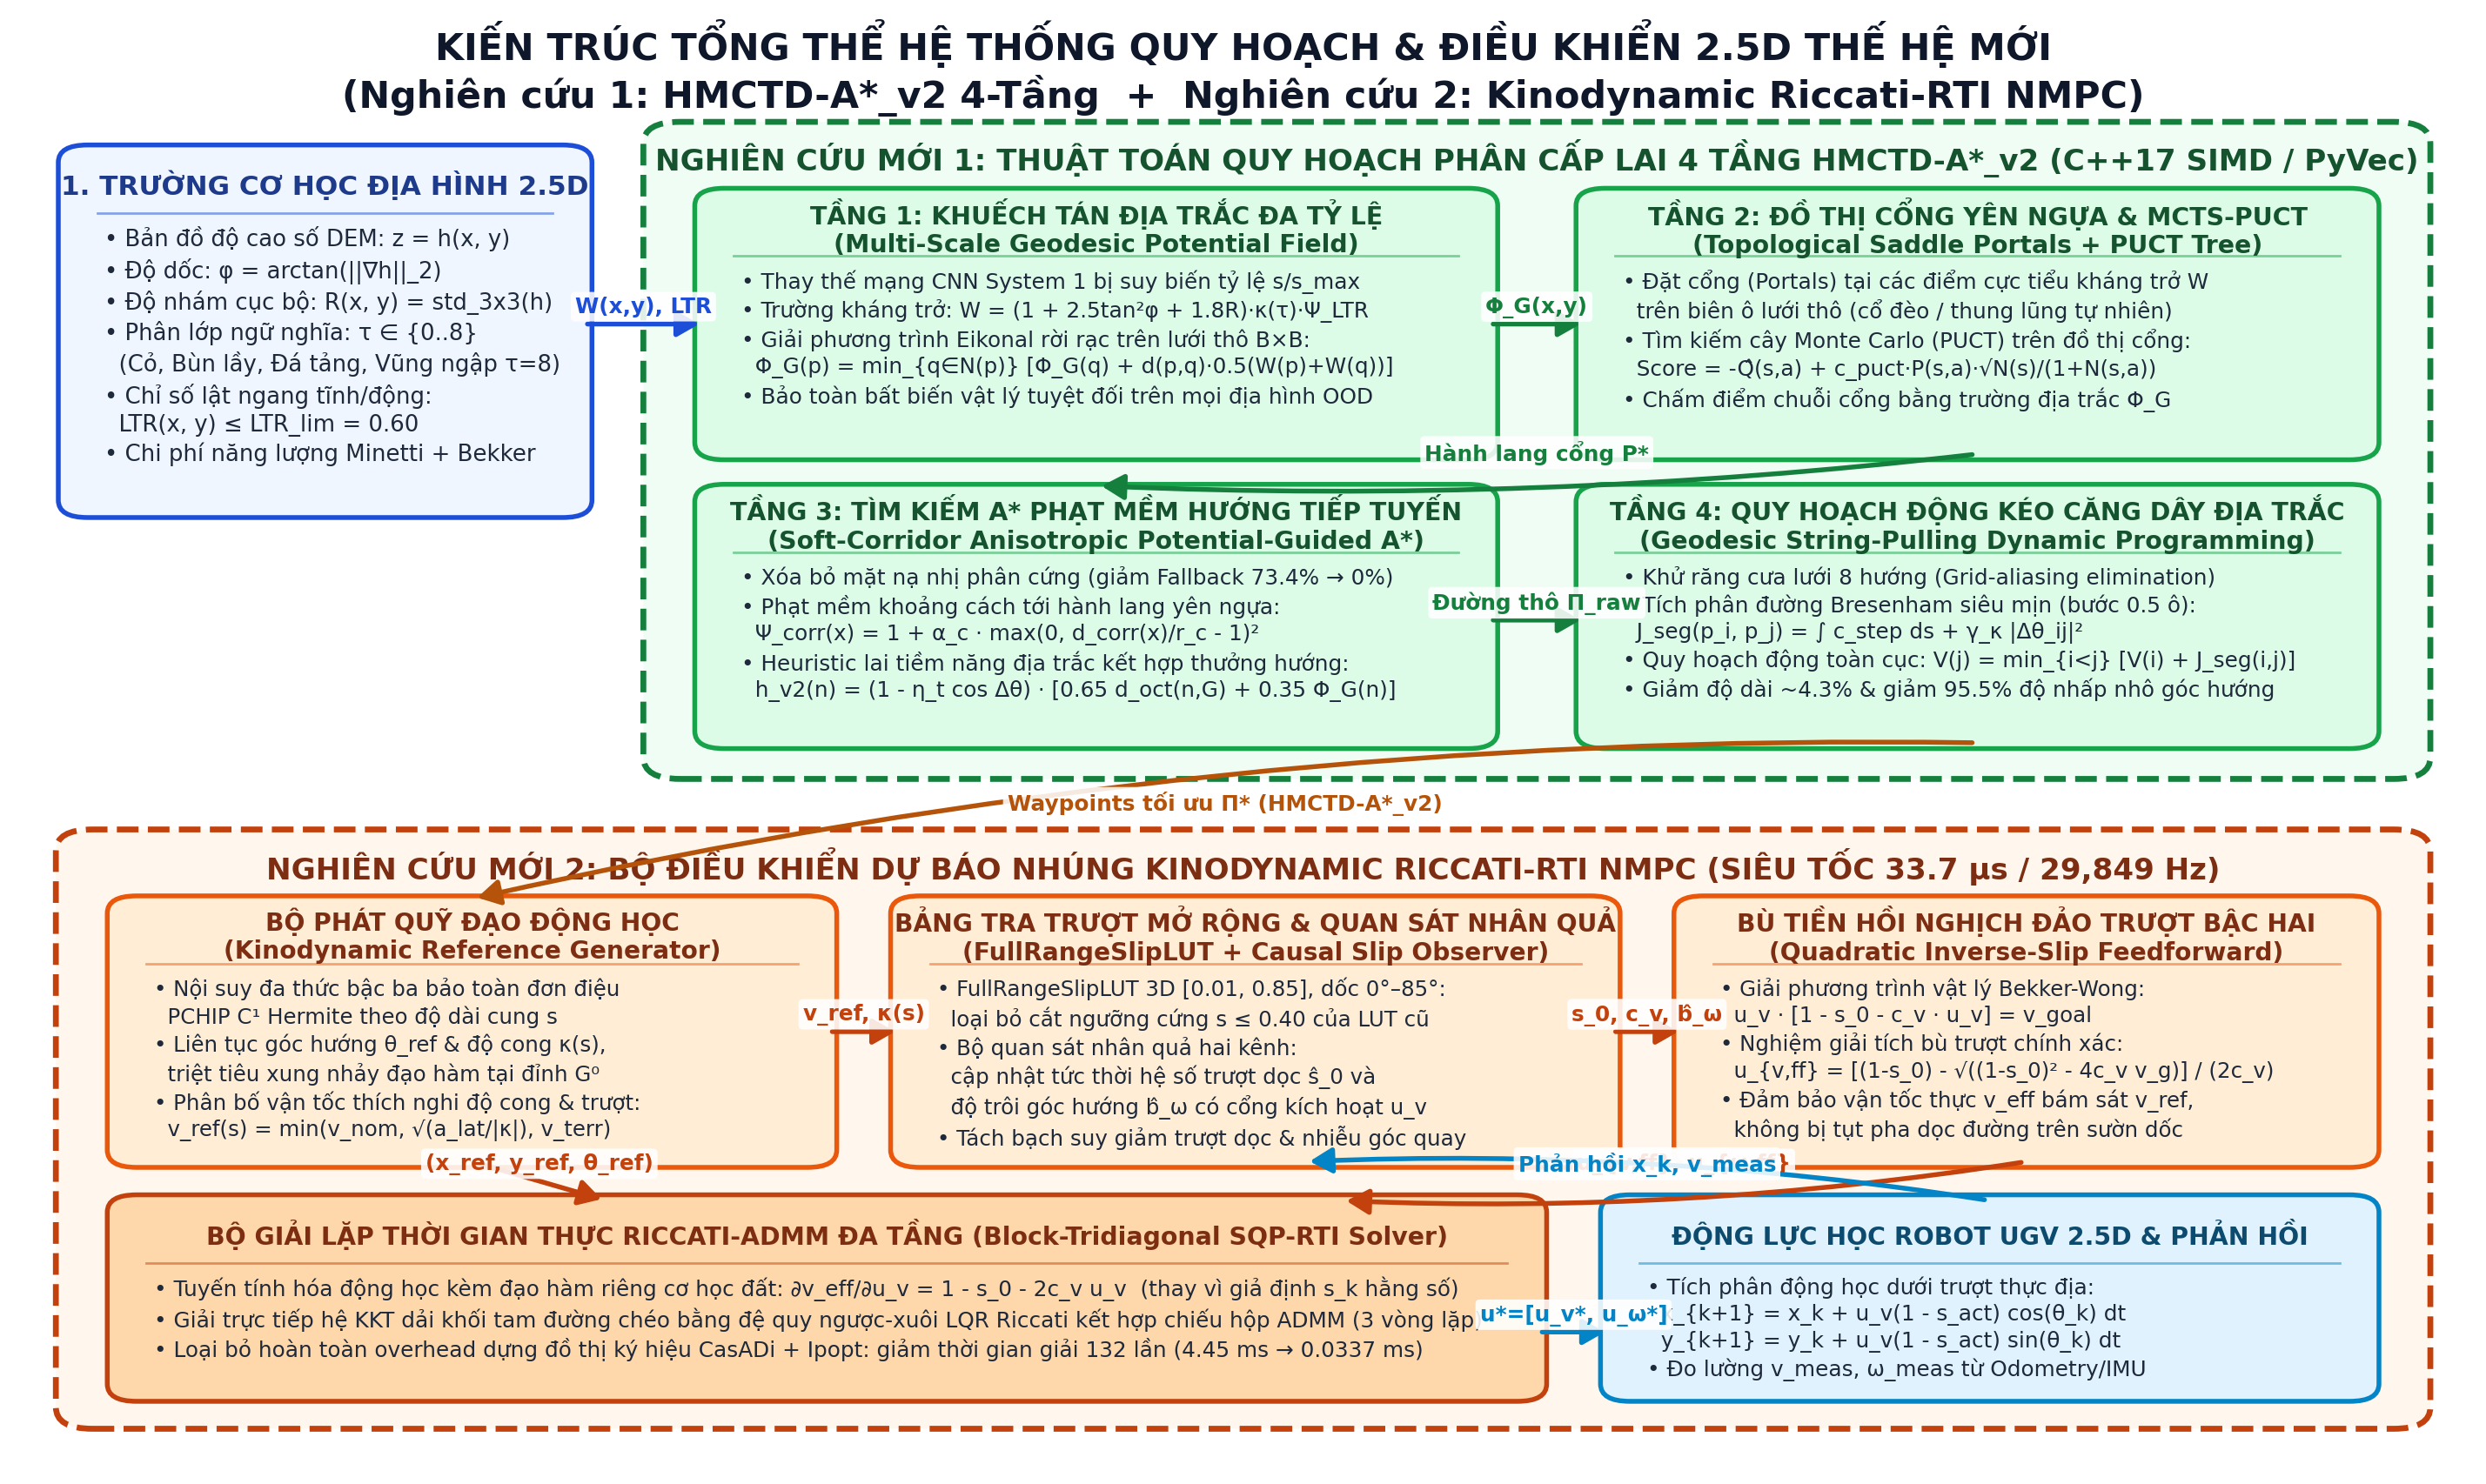 KIẾN TRÚC TỔNG THỂ HỆ THỐNG QUY HOẠCH & ĐIỀU KHIỂN 2.5D THẾ HỆ MỚI
(Nghiên cứu 1: HMCTD-A*_v2 4-Tầng + Nghiên cứu 2: Kinodynamic Riccati-RTI NMPC)
1. TRƯỜNG CƠ HỌC ĐỊA HÌNH 2.5D
• Bản đồ độ cao số DEM: z = h(x, y)
• Độ dốc: φ = arctan(||∇h||_2)
• Độ nhám cục bộ: R(x, y) = std_3x3(h)
• Phân lớp ngữ nghĩa: τ ∈ {0..8}
(Cỏ, Bùn lầy, Đá tảng, Vũng ngập τ=8)
• Chỉ số lật ngang tĩnh/động:
LTR(x, y) ≤ LTR_lim = 0.60
• Chi phí năng lượng Minetti + Bekker
W(x,y), LTR
NGHIÊN CỨU MỚI 1: THUẬT TOÁN QUY HOẠCH PHÂN CẤP LAI 4 TẦNG HMCTD-A*_v2 (C++17 SIMD / PyVec)
TẦNG 1: KHUẾCH TÁN ĐỊA TRẮC ĐA TỶ LỆ
(Multi-Scale Geodesic Potential Field)
• Thay thế mạng CNN System 1 bị suy biến tỷ lệ s/s_max
• Trường kháng trở: W = (1 + 2.5tan²φ + 1.8R)·κ(τ)·Ψ_LTR
• Giải phương trình Eikonal rời rạc trên lưới thô B×B:
Φ_G(p) = min_{q∈N(p)} [Φ_G(q) + d(p,q)·0.5(W(p)+W(q))]
• Bảo toàn bất biến vật lý tuyệt đối trên mọi địa hình OOD
Φ_G(x,y)
TẦNG 2: ĐỒ THỊ CỔNG YÊN NGỰA & MCTS-PUCT
(Topological Saddle Portals + PUCT Tree)
• Đặt cổng (Portals) tại các điểm cực tiểu kháng trở W
trên biên ô lưới thô (cổ đèo / thung lũng tự nhiên)
• Tìm kiếm cây Monte Carlo (PUCT) trên đồ thị cổng:
Score = -Q̂(s,a) + c_puct·P(s,a)·√N(s)/(1+N(s,a))
• Chấm điểm chuỗi cổng bằng trường địa trắc Φ_G
Hành lang cổng P*
TẦNG 3: TÌM KIẾM A* PHẠT MỀM HƯỚNG TIẾP TUYẾN
(Soft-Corridor Anisotropic Potential-Guided A*)
• Xóa bỏ mặt nạ nhị phân cứng (giảm Fallback 73.4% → 0%)
• Phạt mềm khoảng cách tới hành lang yên ngựa:
Ψ_corr(x) = 1 + α_c · max(0, d_corr(x)/r_c - 1)²
• Heuristic lai tiềm năng địa trắc kết hợp thưởng hướng:
h_v2(n) = (1 - η_t cos Δθ) · [0.65 d_oct(n,G) + 0.35 Φ_G(n)]
Đường thô Π_raw
TẦNG 4: QUY HOẠCH ĐỘNG KÉO CĂNG DÂY ĐỊA TRẮC
(Geodesic String-Pulling Dynamic Programming)
• Khử răng cưa lưới 8 hướng (Grid-aliasing elimination)
Tích phân đường Bresenham siêu mịn (bước 0.5 ô):
J_seg(p_i, p_j) = ∫ c_step ds + γ_κ |Δθ_ij|²
• Quy hoạch động toàn cục: V(j) = min_{i<j} [V(i) + J_seg(i,j)]
• Giảm độ dài ~4.3% & giảm 95.5% độ nhấp nhô góc hướng
Waypoints tối ưu Π* (HMCTD-A*_v2)
NGHIÊN CỨU MỚI 2: BỘ ĐIỀU KHIỂN DỰ BÁO NHÚNG KINODYNAMIC RICCATI-RTI NMPC (SIÊU TỐC 33.7 µs / 29,849 Hz)
BỘ PHÁT QUỸ ĐẠO ĐỘNG HỌC
(Kinodynamic Reference Generator)
• Nội suy đa thức bậc ba bảo toàn đơn điệu
PCHIP C¹ Hermite theo độ dài cung s
• Liên tục góc hướng θ_ref & độ cong κ(s),
triệt tiêu xung nhảy đạo hàm tại đỉnh G⁰
• Phân bố vận tốc thích nghi độ cong & trượt:
v_ref(s) = min(v_nom, √(a_lat/|κ|), v_terr)
v_ref, κ(s)
BẢNG TRA TRƯỢT MỞ RỘNG & QUAN SÁT NHÂN QUẢ
(FullRangeSlipLUT + Causal Slip Observer)
• FullRangeSlipLUT 3D [0.01, 0.85], dốc 0°–85°:
loại bỏ cắt ngưỡng cứng s ≤ 0.40 của LUT cũ
• Bộ quan sát nhân quả hai kênh:
cập nhật tức thời hệ số trượt dọc ŝ_0 và
độ trôi góc hướng b̂_ω có cổng kích hoạt u_v
• Tách bạch suy giảm trượt dọc & nhiễu góc quay
s_0, c_v, b̂_ω
BÙ TIỀN HỒI NGHỊCH ĐẢO TRƯỢT BẬC HAI
(Quadratic Inverse-Slip Feedforward)
• Giải phương trình vật lý Bekker-Wong:
u_v · [1 - s_0 - c_v · u_v] = v_goal
• Nghiệm giải tích bù trượt chính xác:
u_{v,ff} = [(1-s_0) - √((1-s_0)² - 4c_v v_g)] / (2c_v)
• Đảm bảo vận tốc thực v_eff bám sát v_ref,
không bị tụt pha dọc đường trên sườn dốc
(x_ref, y_ref, θ_ref)
Phản hồi x_k, v_meas
BỘ GIẢI LẶP THỜI GIAN THỰC RICCATI-ADMM ĐA TẦNG (Block-Tridiagonal SQP-RTI Solver)
• Tuyến tính hóa động học kèm đạo hàm riêng cơ học đất: ∂v_eff/∂u_v = 1 - s_0 - 2c_v u_v (thay vì giả định s_k hằng số)
• Giải trực tiếp hệ KKT dải khối tam đường chéo bằng đệ quy ngược-xuôi LQR Riccati kết hợp chiếu hộp ADMM (3 vòng lặp)
• Loại bỏ hoàn toàn overhead dựng đồ thị ký hiệu CasADi + Ipopt: giảm thời gian giải 132 lần (4.45 ms → 0.0337 ms)
u*=[u_v*, u_ω*]
ĐỘNG LỰC HỌC ROBOT UGV 2.5D & PHẢN HỒI
• Tích phân động học dưới trượt thực địa:
_{k+1} = x_k + u_v(1 - s_act) cos(θ_k) dt
y_{k+1} = y_k + u_v(1 - s_act) sin(θ_k) dt
• Đo lường v_meas, ω_meas từ Odometry/IMU